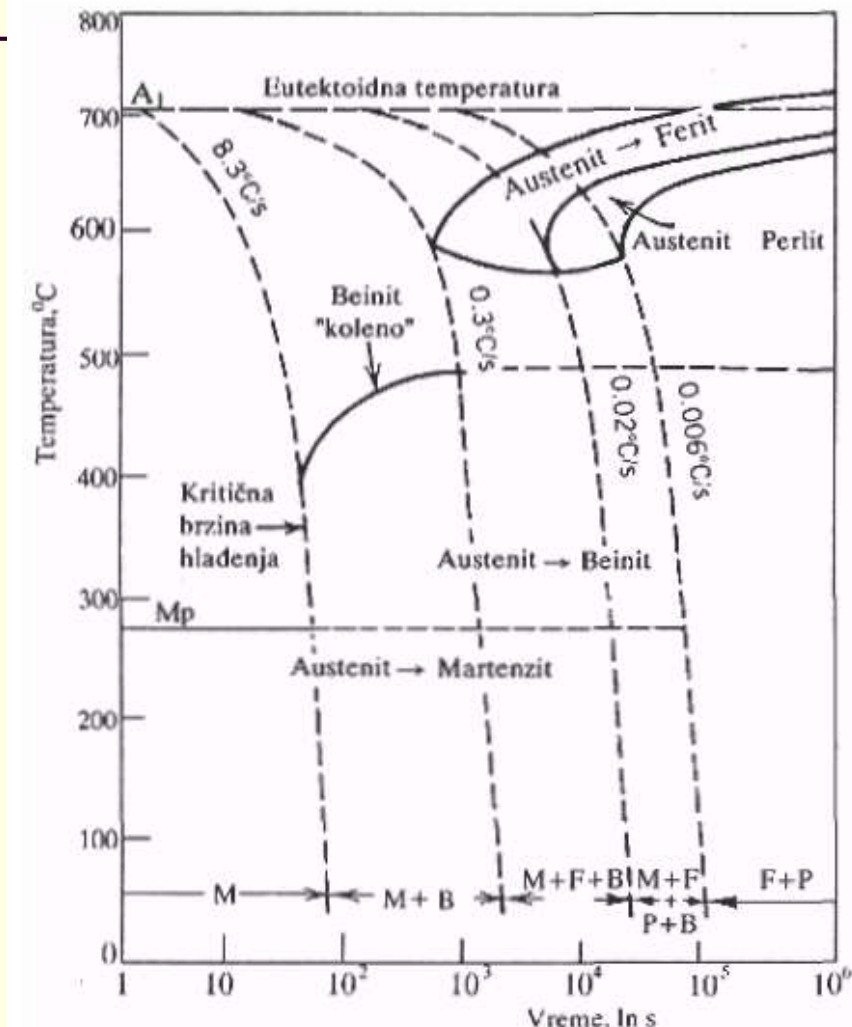 800
A1
Eutektoidna temperatura
700
8.3°C/s
Austenit → Ferit
600
Austenit Perlit
Temperatura,⁰C
Beinit
"koleno"
0.3°C/s
500
0.02°C/s
0.006°C/s
400
Kritična
brzina
hlađenja
Austenit → Beinit
300
Mp
Austenit → Martenzit
200
100
M
M + B
M+F+B
M+F
+
P+B
F+P
0
1 10 10² 10³ 10⁴ 10⁵ 10⁶
Vreme, ln s